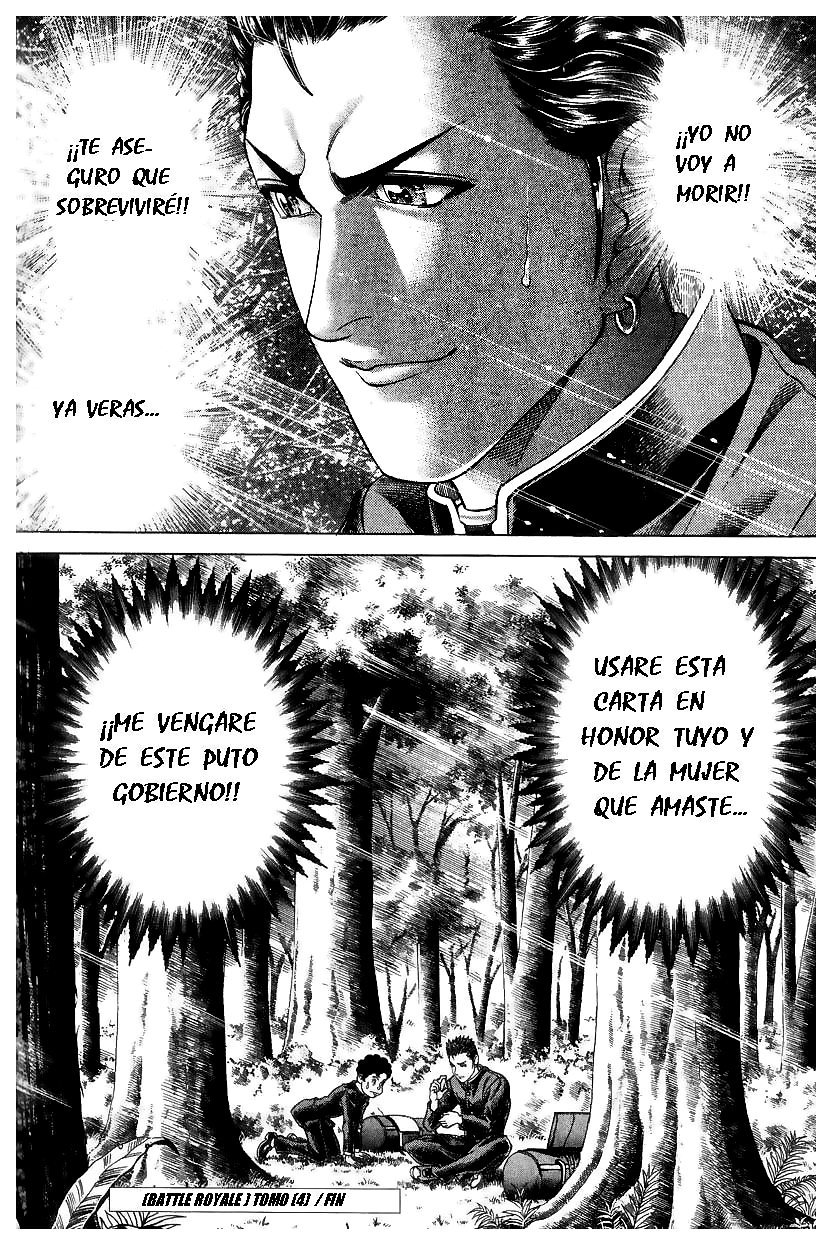 ¡¡YO NO
VOY A
MORIR!!
¡¡TE ASE-
GURO QUE
SOBREVIVIRÉ!!
YA VERAS...
USARE ESTA
CARTA EN
HONOR TUYO Y
DE LA MUJER
QUE AMASTE...
¡¡ME VENGARE
DE ESTE PUTO
GOBIERNO!!
(BATTLE ROYALE) TOMO (4) / FIN